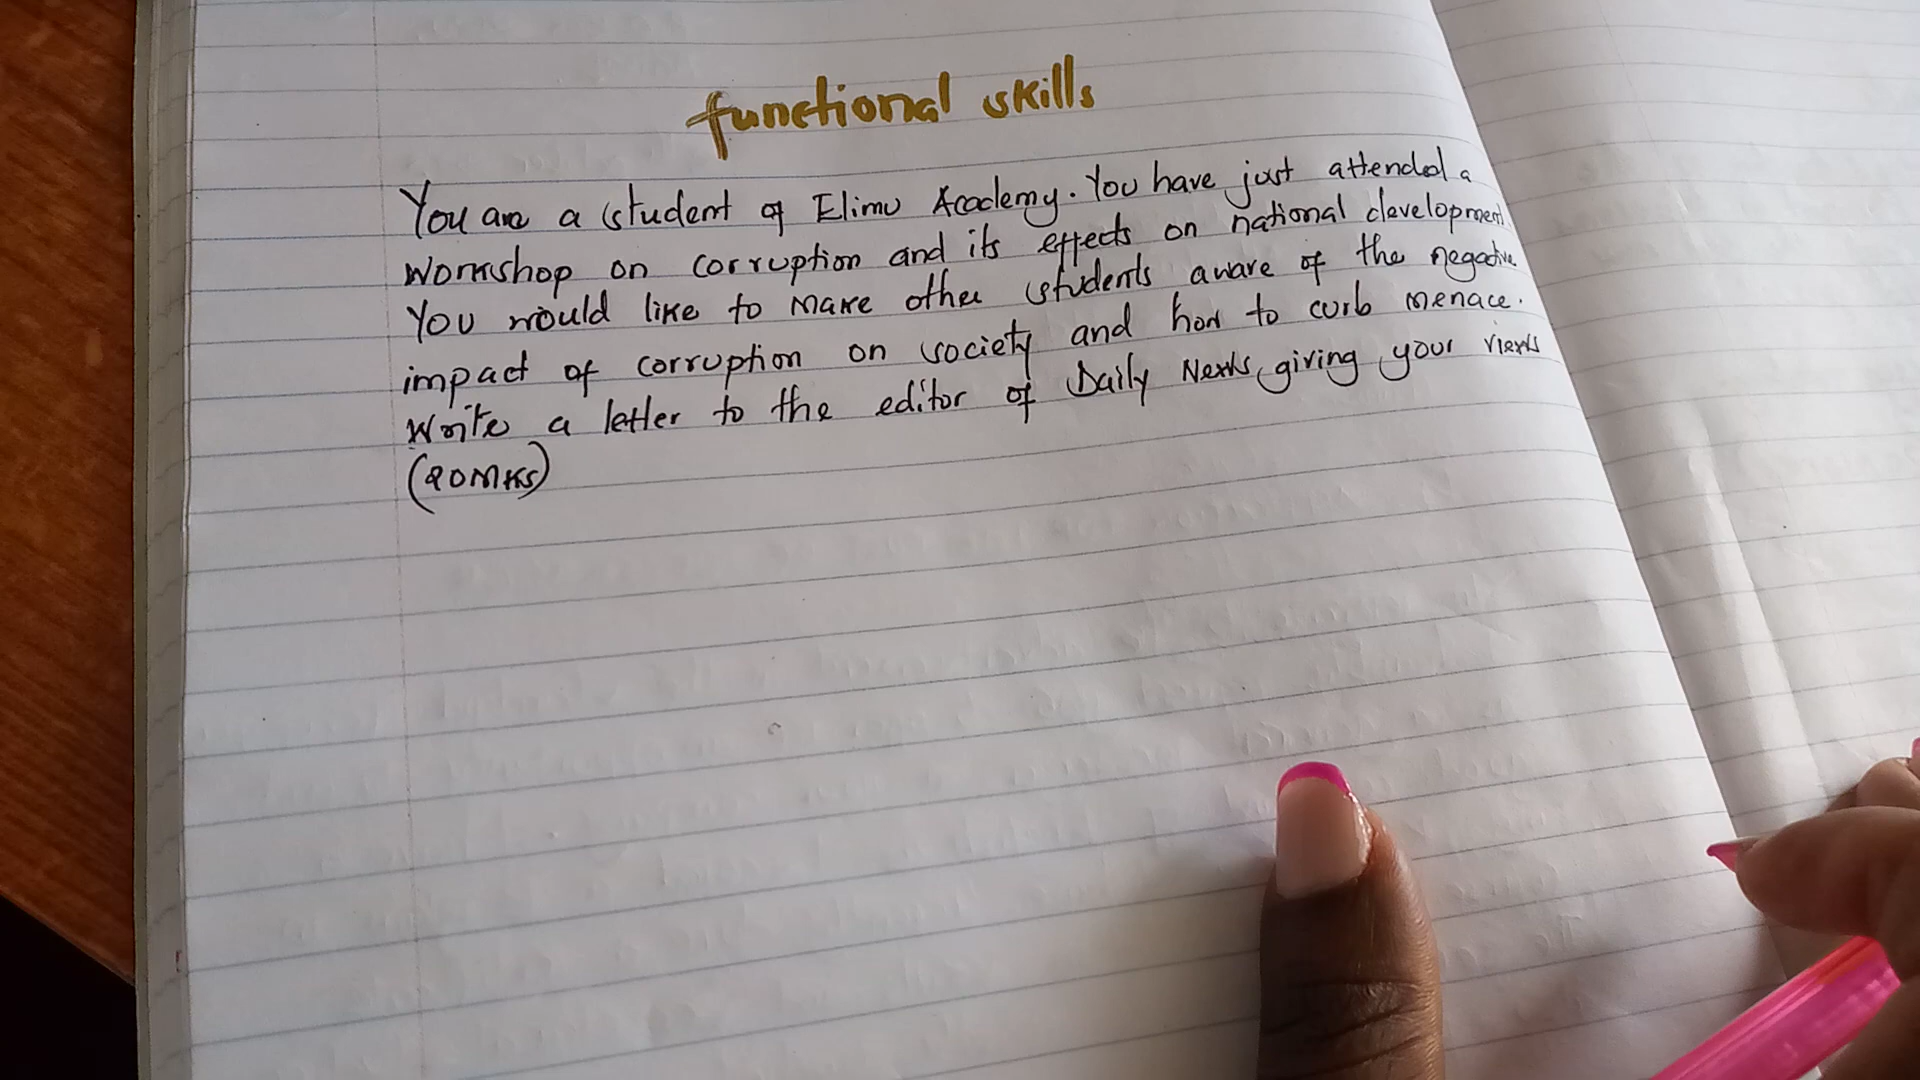 functional skills
You are a student of Elimu Academy. You have just attended a
Workshop on corruption and its effects on national development
You would like to make other students aware of the negative
impact of corruption on society and how to curb menace.
Write a letter to the editor of Daily News, giving your views
(20MKS)